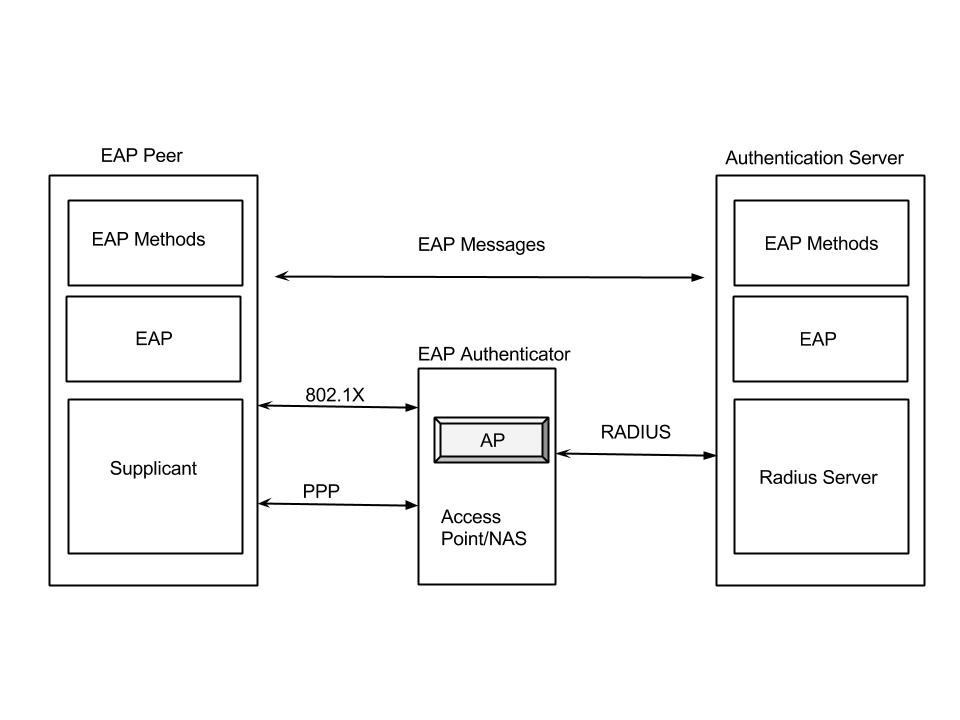 EAP Peer
Authentication Server
EAP Methods
EAP Messages
EAP Methods
EAP
EAP
EAP Authenticator
802.1X
AP
RADIUS
Supplicant
Radius Server
PPP
Access
Point/NAS